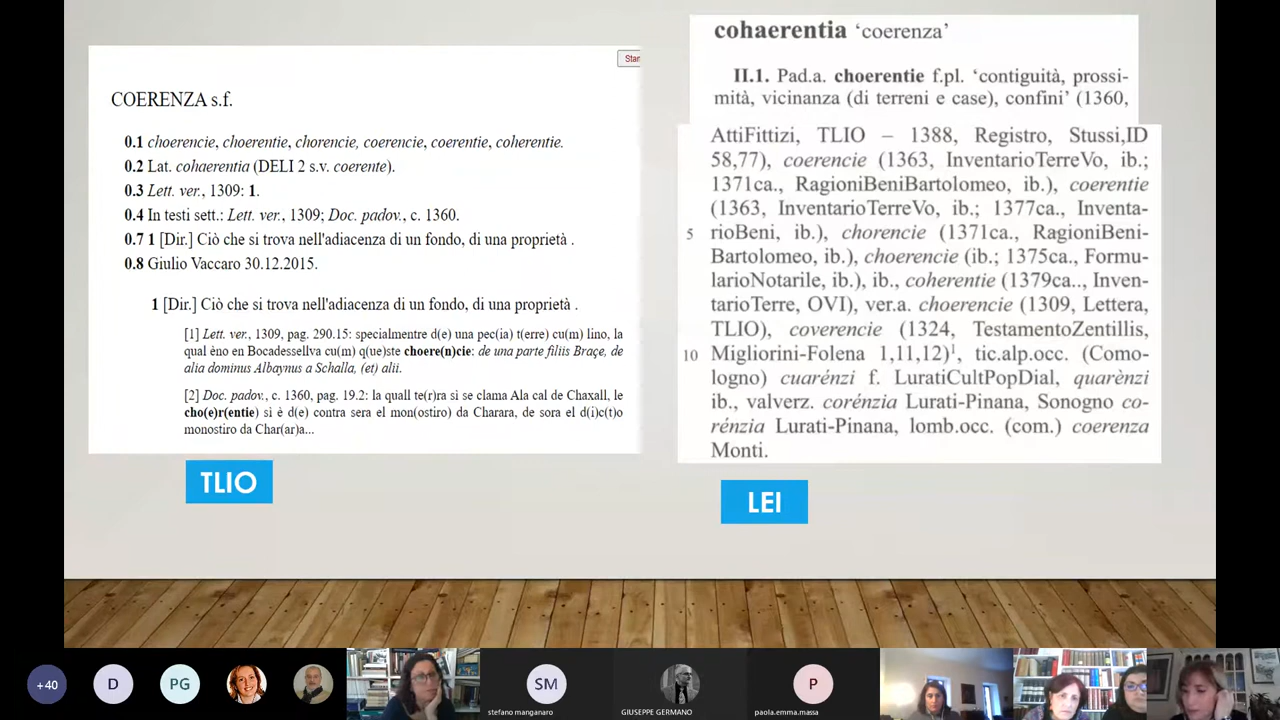 Stan
COERENZA s.f.
0.1 choerencie, choerentie, chorencie, coerencie, coerentie, coherentie.
0.2 Lat. cohaerentia (DELI 2 s.v. coerente).
0.3 Lett. ver., 1309: 1.
0.4 In testi sett.: Lett. ver., 1309; Doc. padov., c. 1360.
0.7 1 [Dir.] Ciò che si trova nell'adiacenza di un fondo, di una proprietà .
0.8 Giulio Vaccaro 30.12.2015.
1 [Dir.] Ciò che si trova nell'adiacenza di un fondo, di una proprietà .
[1] Lett. ver., 1309, pag. 290.15: specialmentre d(e) una pec(ia) t(erre) cu(m) lino, la
qual èno en Bocadessellva cu(m) q(ue)ste choere(n)cie: de una parte filiis Braçe, de
alia dominus Albaynus a Schalla, (et) alii.
[2] Doc. padov., c. 1360, pag. 19.2: la quall te(r)ra si se clama Ala cal de Chaxall, le
cho(e)r(entie) si è d(e) contra sera el mon(ostiro) da Charara, de sora el d(i)c(t)o
monostiro da Char(ar)a...
TLIO
cohaerentia ‘coerenza’
II.1. Pad.a. choerentie f.pl. ‘contiguità, prossi-
mità, vicinanza (di terreni e case), confini’ (1360,
AttiFittizi, TLIO – 1388, Registro, Stussi,ID
58,77), coerencie (1363, InventarioTerreVo, ib.;
1371ca., RagioniBeniBartolomeo, ib.), coerentie
(1363, InventarioTerreVo, ib.; 1377ca., Inventa-
5 rioBeni, ib.), chorencie (1371ca., RagioniBeni-
Bartolomeo, ib.), choerencie (ib.; 1375ca., Formu-
larioNotarile, ib.), ib., coherentie (1379ca.., Inven-
tarioTerre, OVI), ver.a. choerencie (1309, Lettera,
TLIO), coverencie (1324, TestamentoZentillis,
10 Migliorini-Folena 1,11,12)¹, tic.alp.occ. (Como-
logno) cuarénzi f. LuratiCultPopDial, quarènzi
ib., valverz. corénzia Lurati-Pinana, Sonogno co-
rénzia Lurati-Pinana, lomb.occ. (com.) coerenza
Monti.
LEI
+40
D
PG
SM
stefano manganaro
GIUSEPPE GERMANO
P
paola.emma.massa